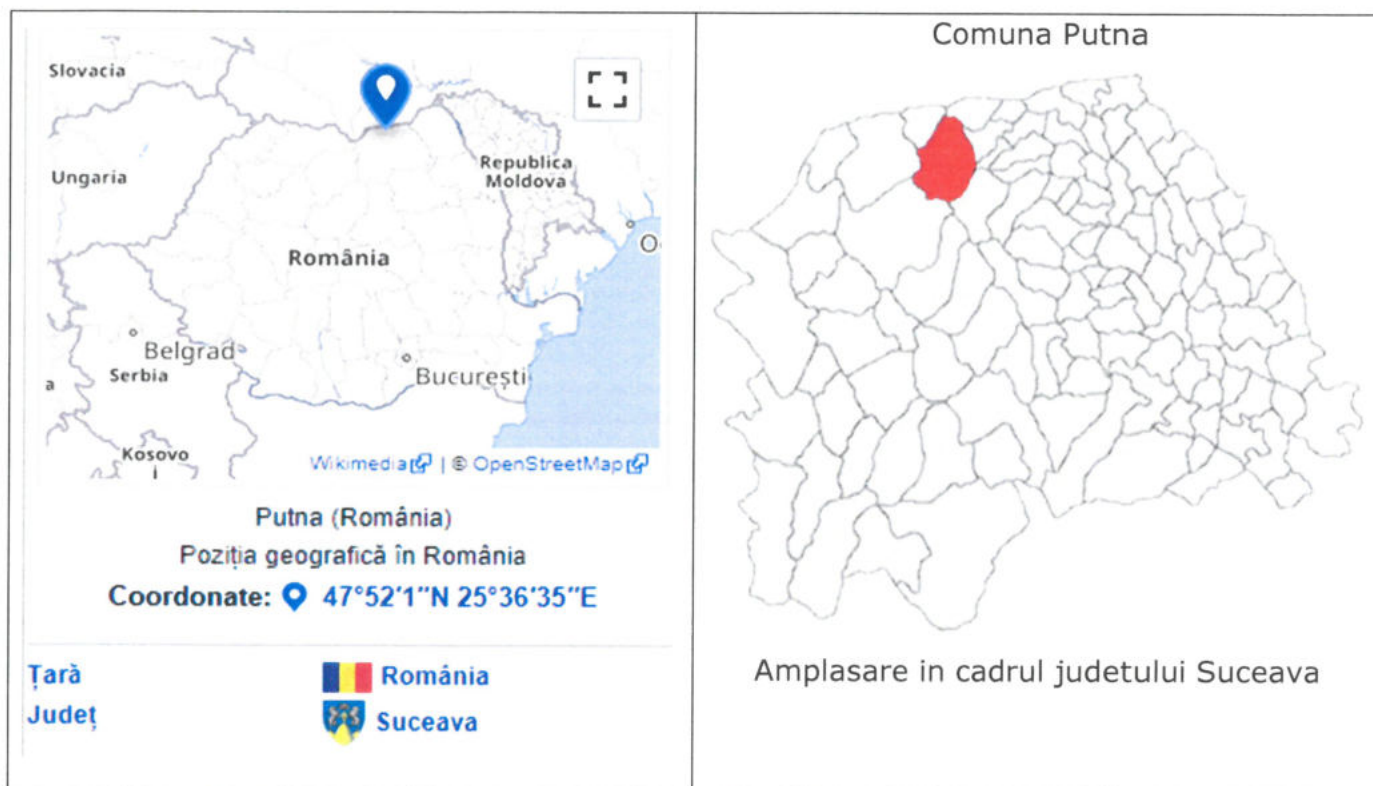 Slovacia
Ungaria
Republica
Moldova
România
O
Belgrad
Serbia
a
București
Kosovo
Wikimedia | © OpenStreetMap
Putna (România)
Poziția geografică în România
Coordonate: 47°52′1″N 25°36′35″E
Țară România
Județ Suceava
Comuna Putna
Amplasare in cadrul judetului Suceava